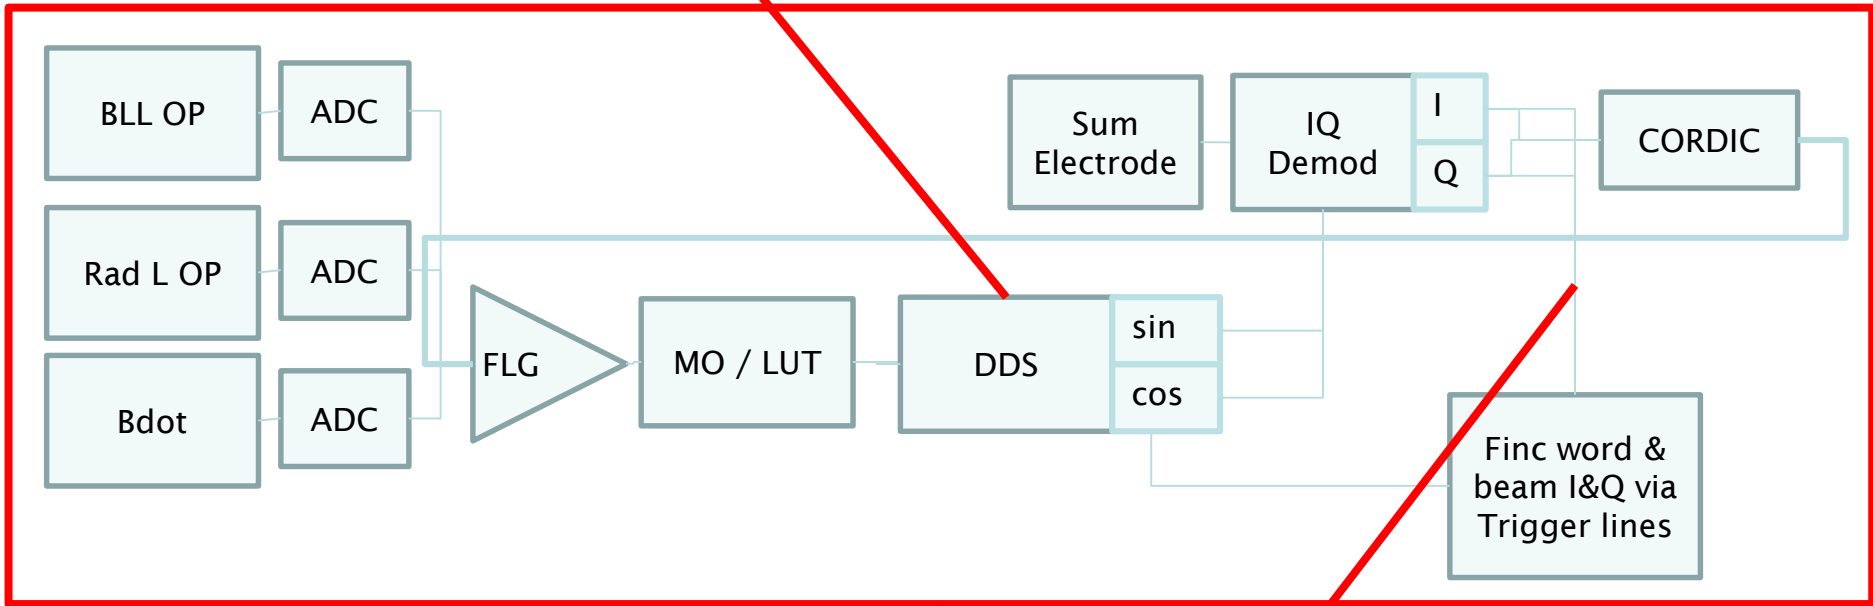 BLL OP
ADC
Rad L OP
ADC
Bdot
ADC
FLG
MO / LUT
DDS
sin
cos
Sum
Electrode
IQ
Demod
I
Q
CORDIC
Finc word &
beam I&Q via
Trigger lines